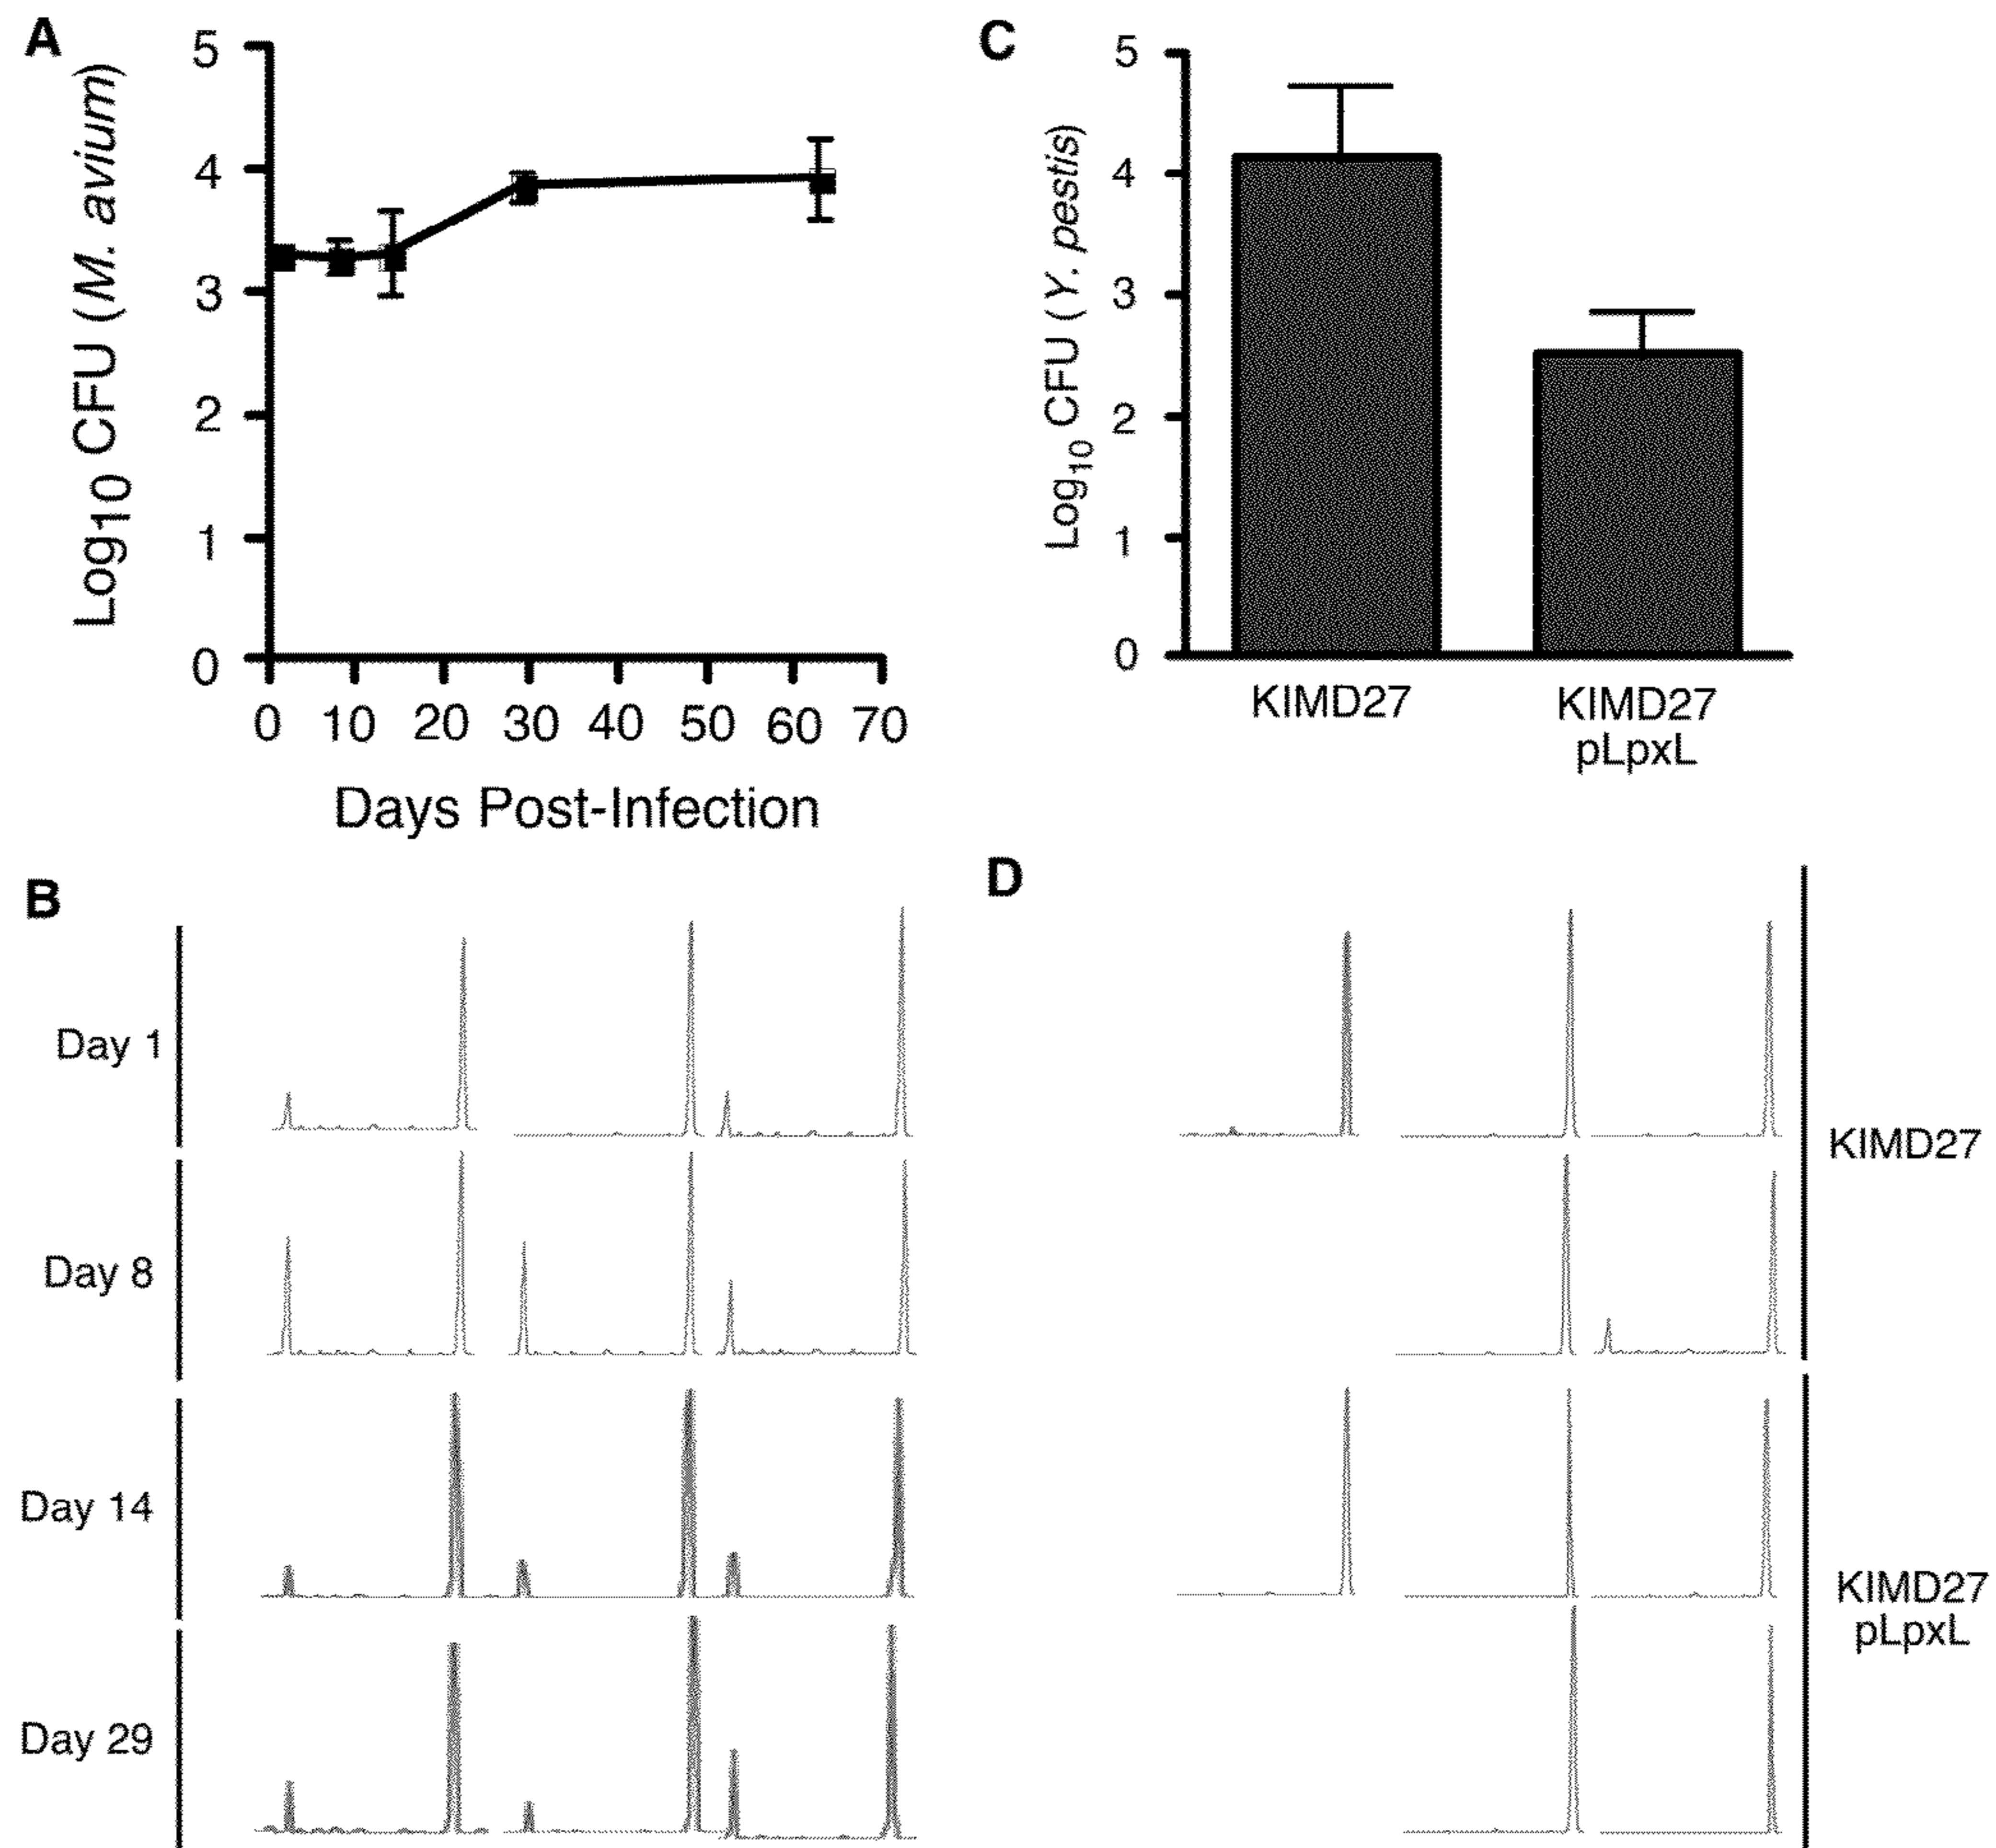 A
Log10 CFU (M. avium)
5
4
3
2
1
0
0 10 20 30 40 50 60 70
Days Post-Infection
C
Log10 CFU (Y. pestis)
5
4
3
2
1
0
KIMD27
KIMD27
pLpxL
B
Day 1
Day 8
Day 14
Day 29
D
KIMD27
KIMD27
pLpxL